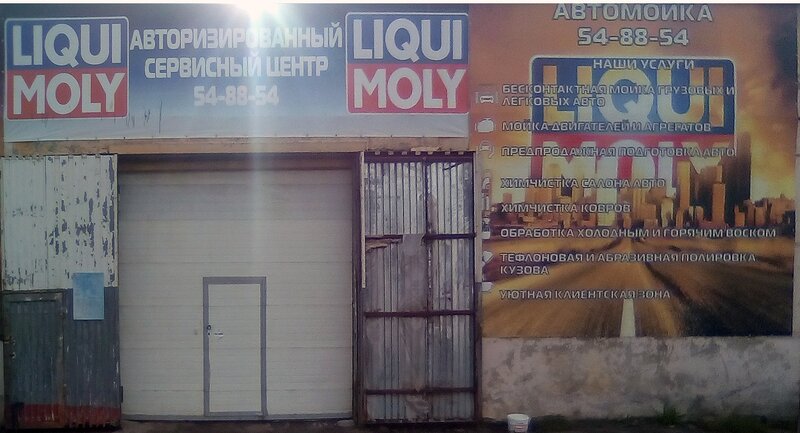 LIQUI
MOLY
АВТОРИЗИРОВАННЫЙ
СЕРВИСНЫЙ ЦЕНТР
54-88-54
LIQUI
MOLY
АВТОМОЙКА
54-88-54
НАШИ УСЛУГИ
LIQUI
MOLY
БЕСКОНТАКТНАЯ МОЙКА ГРУЗОВЫХ И
ЛЕГКОВЫХ АВТО
МОЙКА ДВИГАТЕЛЕЙ И АГРЕГАТОВ
ПРЕДПРОДАЖНАЯ ПОДГОТОВКА АВТО
ХИМЧИСТКА САЛОНА АВТО
ХИМЧИСТКА КОВРОВ
ОБРАБОТКА ХОЛОДНЫМ И ГОРЯЧИМ ВОСКОМ
ТЕФЛОНОВАЯ И АБРАЗИВНАЯ ПОЛИРОВКА
КУЗОВА
УЮТНАЯ КЛИЕНТСКАЯ ЗОНА